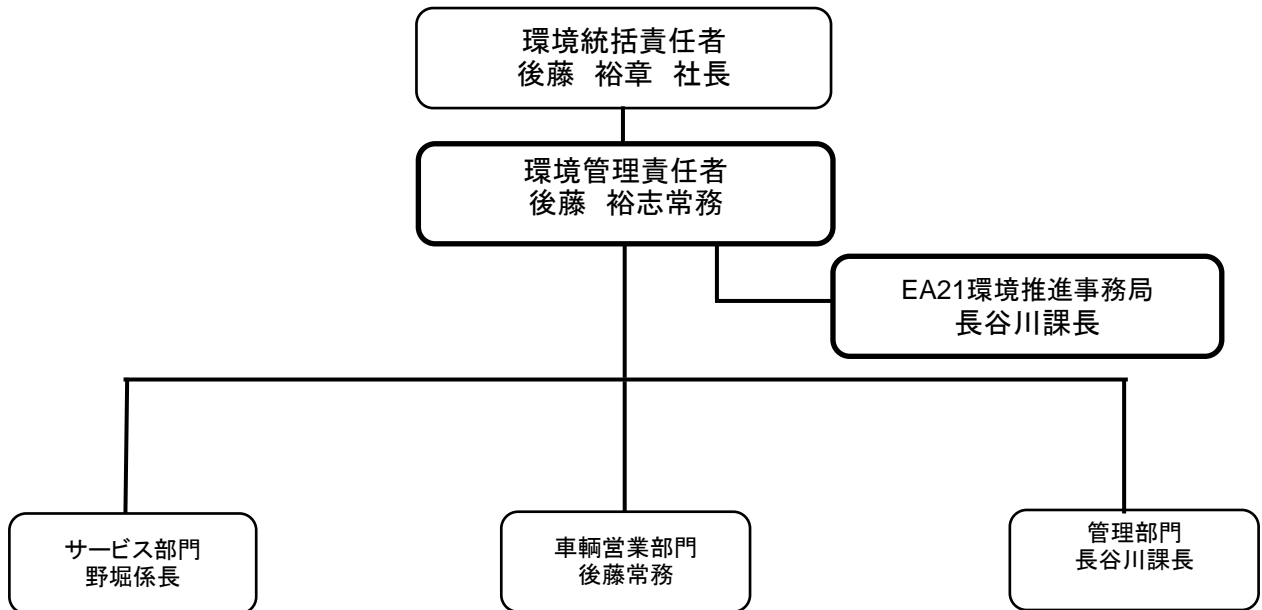 環境統括責任者
後藤　裕章　社長
環境管理責任者
後藤　裕志常務
EA21環境推進事務局
長谷川課長
サービス部門
野堀係長
車輌営業部門
後藤常務
管理部門
長谷川課長